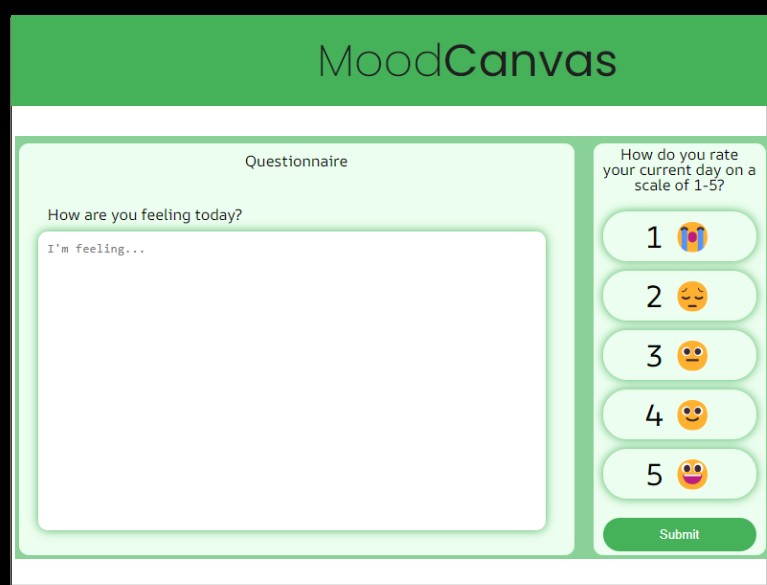 MoodCanvas
Questionnaire
How are you feeling today?
I'm feeling...
How do you rate
your current day on a
scale of 1-5?
1 😭
2 😔
3 😐
4 🙂
5 😀
Submit